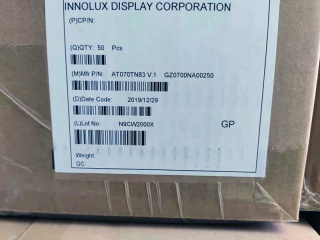 INNOLUX DISPLAY CORPORATION
(P)CP/N:
(Q)QTY: 50 Pcs
(M)Mfr P/N: AT070TN83 V.1 GZ0700NA00250
(D)Date Code: 2019/12/29
(L)Lot No: N9CW2000X
GP
Weight:
QC: